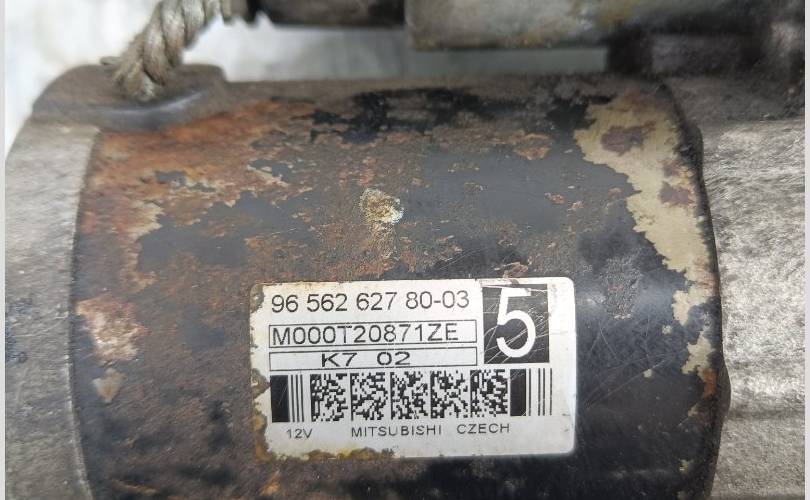 96 562 627 80-03
5
M000T20871ZE
K7 02
12V MITSUBISHI CZECH